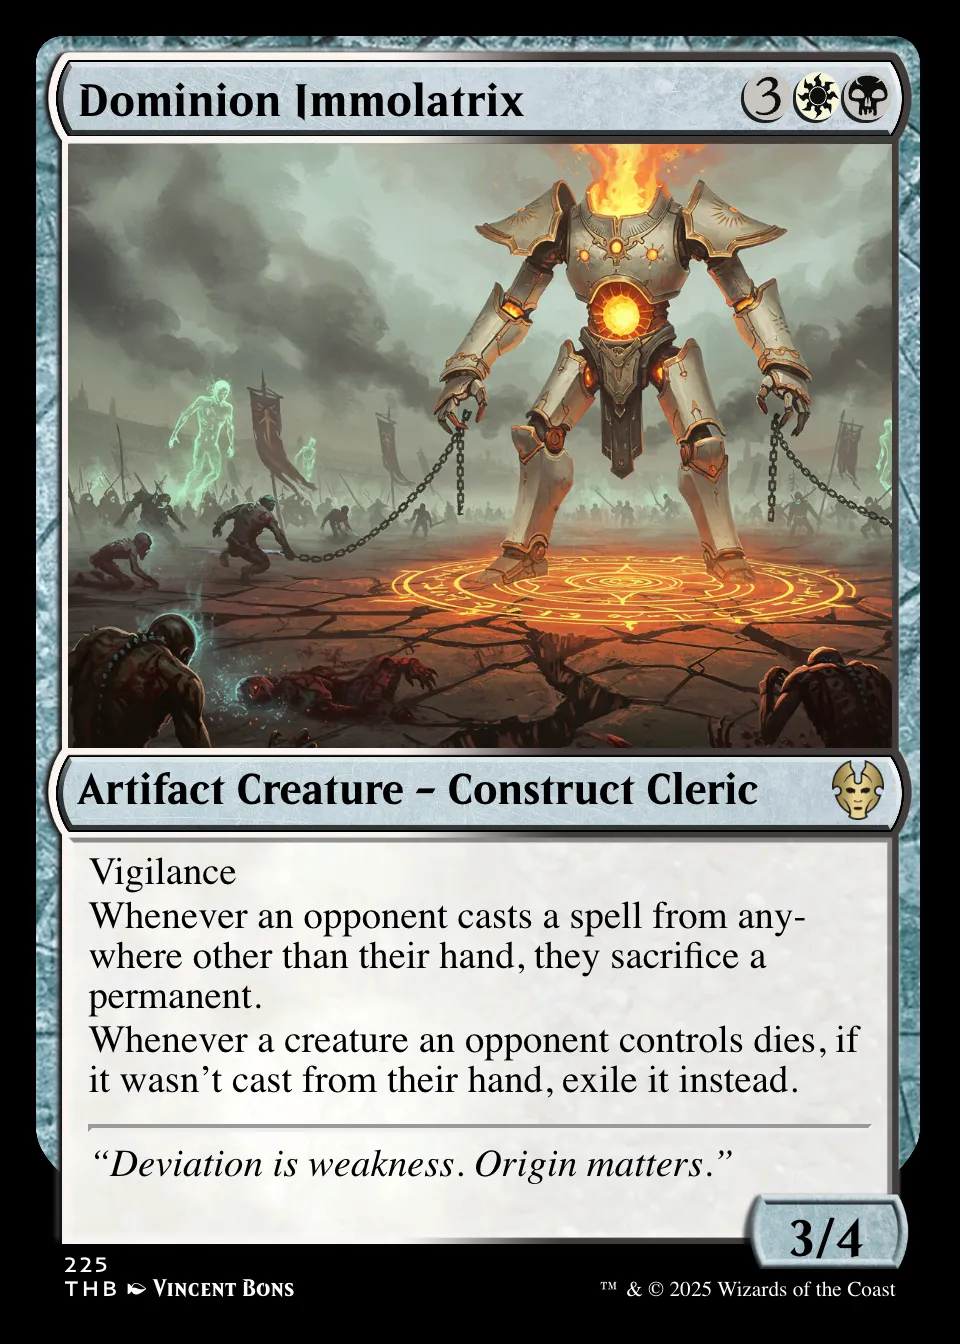 Dominion Immolatrix 3
Artifact Creature – Construct Cleric
Vigilance
Whenever an opponent casts a spell from any-
where other than their hand, they sacrifice a
permanent.
Whenever a creature an opponent controls dies, if
it wasn’t cast from their hand, exile it instead.
“Deviation is weakness. Origin matters.”
3/4
225
THB VINCENT BONS
™ & © 2025 Wizards of the Coast